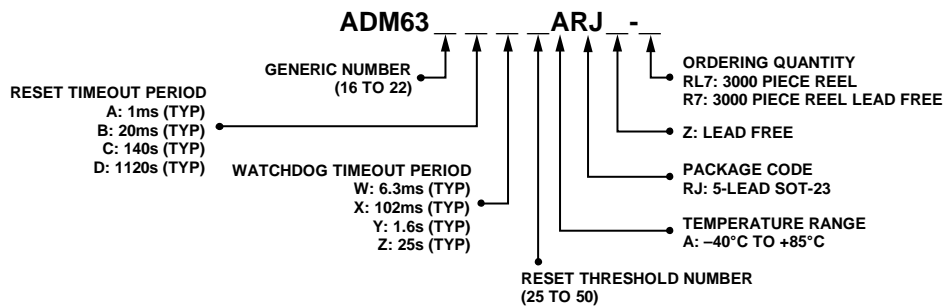 ADM63_ _ _ _ARJ_-_
GENERIC NUMBER
(16 TO 22)
RESET TIMEOUT PERIOD
A: 1ms (TYP)
B: 20ms (TYP)
C: 140s (TYP)
D: 1120s (TYP)
WATCHDOG TIMEOUT PERIOD
W: 6.3ms (TYP)
X: 102ms (TYP)
Y: 1.6s (TYP)
Z: 25s (TYP)
ORDERING QUANTITY
RL7: 3000 PIECE REEL
R7: 3000 PIECE REEL LEAD FREE
Z: LEAD FREE
PACKAGE CODE
RJ: 5-LEAD SOT-23
TEMPERATURE RANGE
A: –40°C TO +85°C
RESET THRESHOLD NUMBER
(25 TO 50)